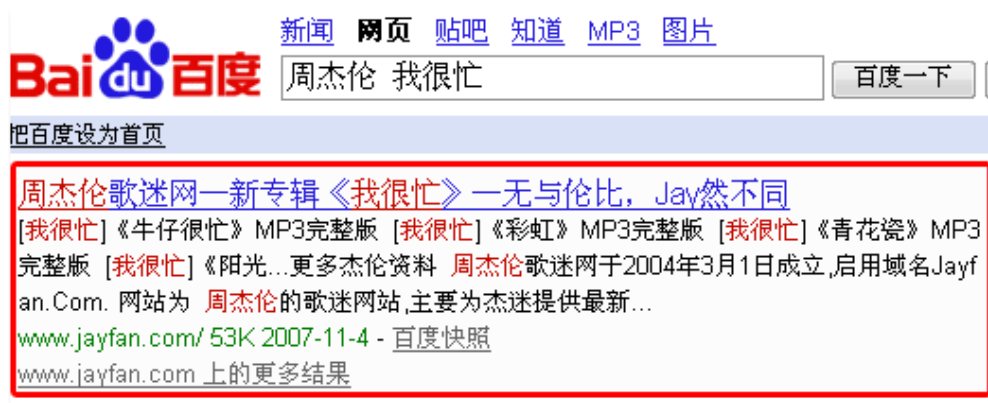 新闻 网页 贴吧 知道 MP3 图片
Bai du 百度
周杰伦 我很忙 百度一下
把百度设为首页
周杰伦歌迷网—新专辑《我很忙》—无与伦比，Jay然不同
[我很忙]《牛仔很忙》MP3完整版 [我很忙]《彩虹》MP3完整版 [我很忙]《青花瓷》MP3
完整版 [我很忙]《阳光...更多杰伦资料 周杰伦歌迷网于2004年3月1日成立,启用域名Jayf
an.Com. 网站为 周杰伦的歌迷网站,主要为杰迷提供最新...
www.jayfan.com/ 53K 2007-11-4 - 百度快照
www.jayfan.com 上的更多结果